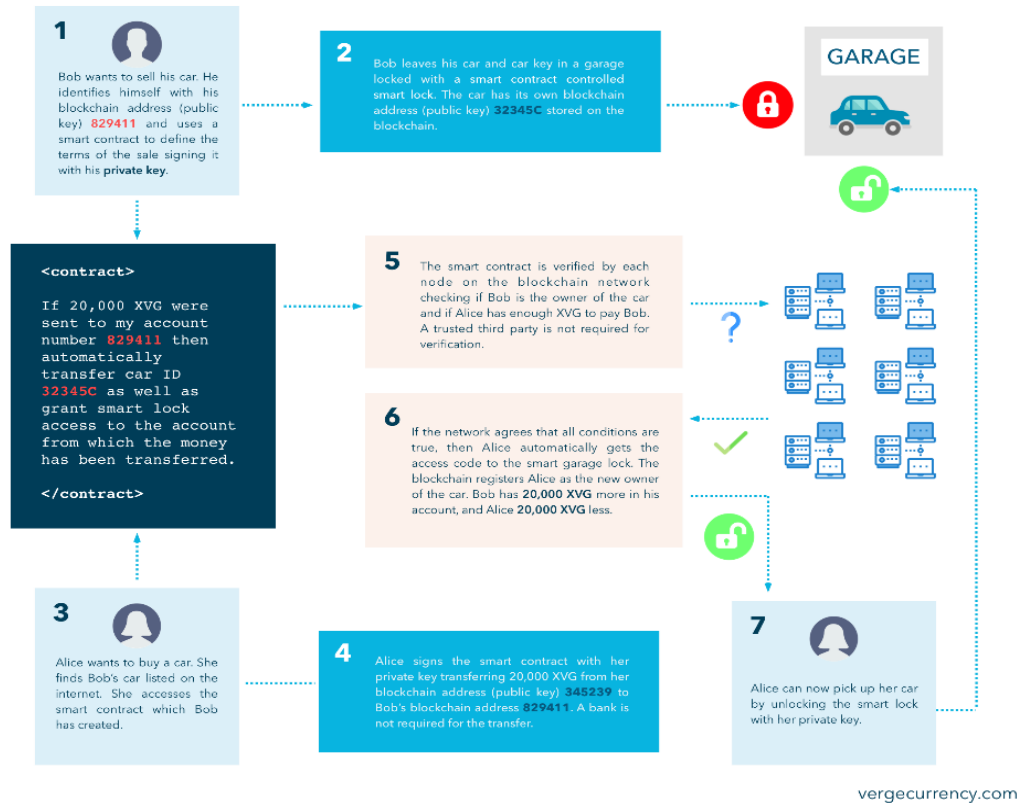 1
Bob wants to sell his car. He
identifies himself with his
blockchain address (public
key) 829411 and uses a
smart contract to define the
terms of the sale signing it
with his private key.
2
Bob leaves his car and car key in a garage
locked with a smart contract controlled
smart lock. The car has its own blockchain
address (public key) 32345C stored on the
blockchain.
GARAGE
<contract>
If 20,000 XVG were
sent to my account
number 829411 then
automatically
transfer car ID
32345C as well as
grant smart lock
access to the account
from which the money
has been transferred.
</contract>
5
The smart contract is verified by each
node on the blockchain network
checking if Bob is the owner of the car
and if Alice has enough XVG to pay Bob.
A trusted third party is not required for
verification.
?
6
If the network agrees that all conditions are
true, then Alice automatically gets the
access code to the smart garage lock. The
blockchain registers Alice as the new owner
of the car. Bob has 20,000 XVG more in his
account, and Alice 20,000 XVG less.
3
Alice wants to buy a car. She
finds Bob's car listed on the
internet. She accesses the
smart contract which Bob
has created.
4
Alice signs the smart contract with her
private key transferring 20,000 XVG from her
blockchain address (public key) 345239 to
Bob's blockchain address 829411. A bank is
not required for the transfer.
7
Alice can now pick up her car
by unlocking the smart lock
with her private key.
vergecurrency.com